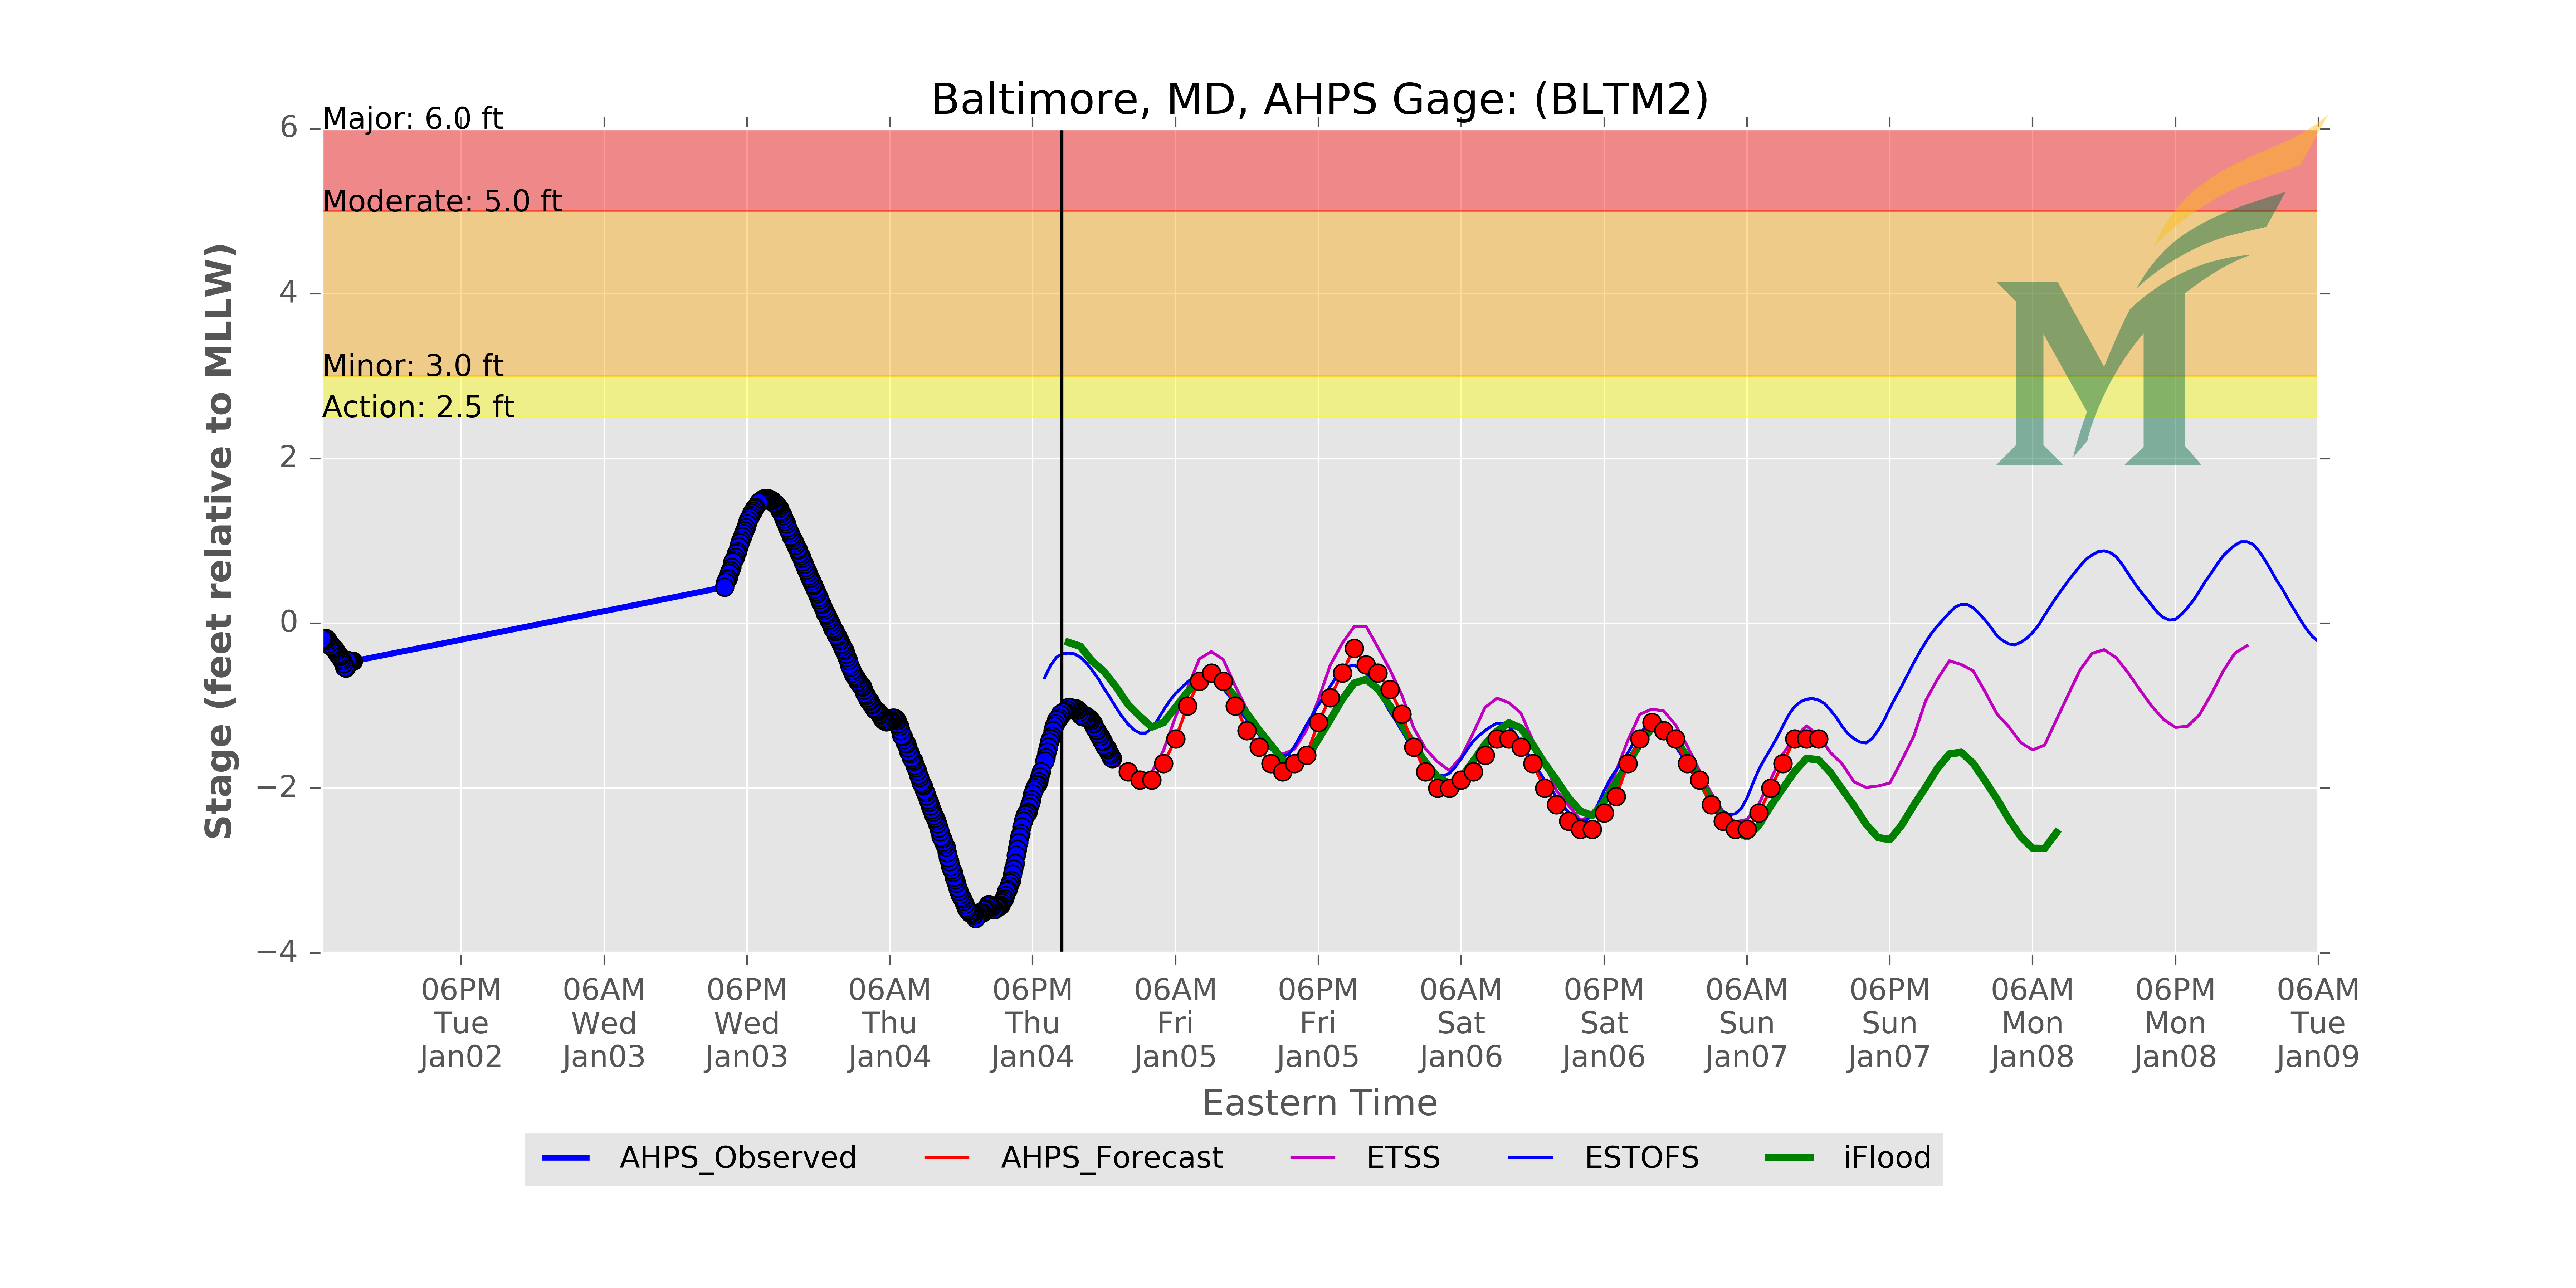 Baltimore, MD, AHPS Gage: (BLTM2)
Major: 6.0 ft
Moderate: 5.0 ft
Minor: 3.0 ft
Action: 2.5 ft
Stage (feet relative to MLLW)
6
4
2
0
−2
−4
06PM
Tue
Jan02
06AM
Wed
Jan03
06PM
Wed
Jan03
06AM
Thu
Jan04
06PM
Thu
Jan04
06AM
Fri
Jan05
06PM
Fri
Jan05
06AM
Sat
Jan06
06PM
Sat
Jan06
06AM
Sun
Jan07
06PM
Sun
Jan07
06AM
Mon
Jan08
06PM
Mon
Jan08
06AM
Tue
Jan09
Eastern Time
AHPS_Observed
AHPS_Forecast
ETSS
ESTOFS
iFlood
M